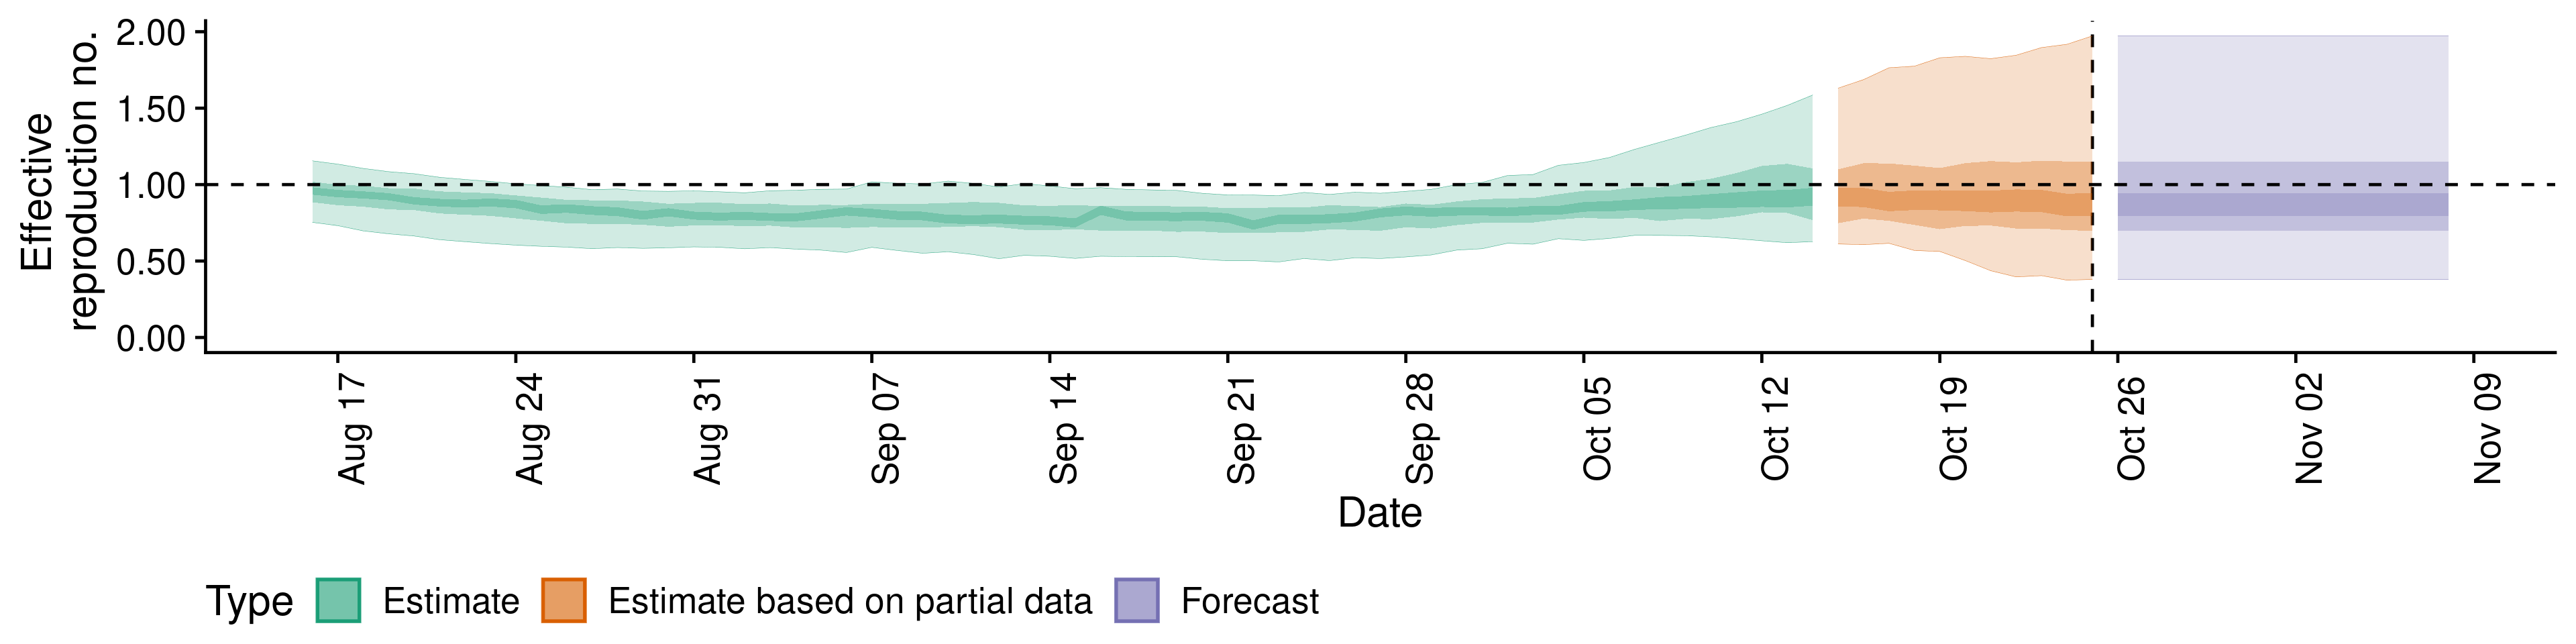 Effective
reproduction no.
2.00
1.50
1.00
0.50
0.00
Aug 17
Aug 24
Aug 31
Sep 07
Sep 14
Sep 21
Sep 28
Oct 05
Oct 12
Oct 19
Oct 26
Nov 02
Nov 09
Date
Type Estimate Estimate based on partial data Forecast